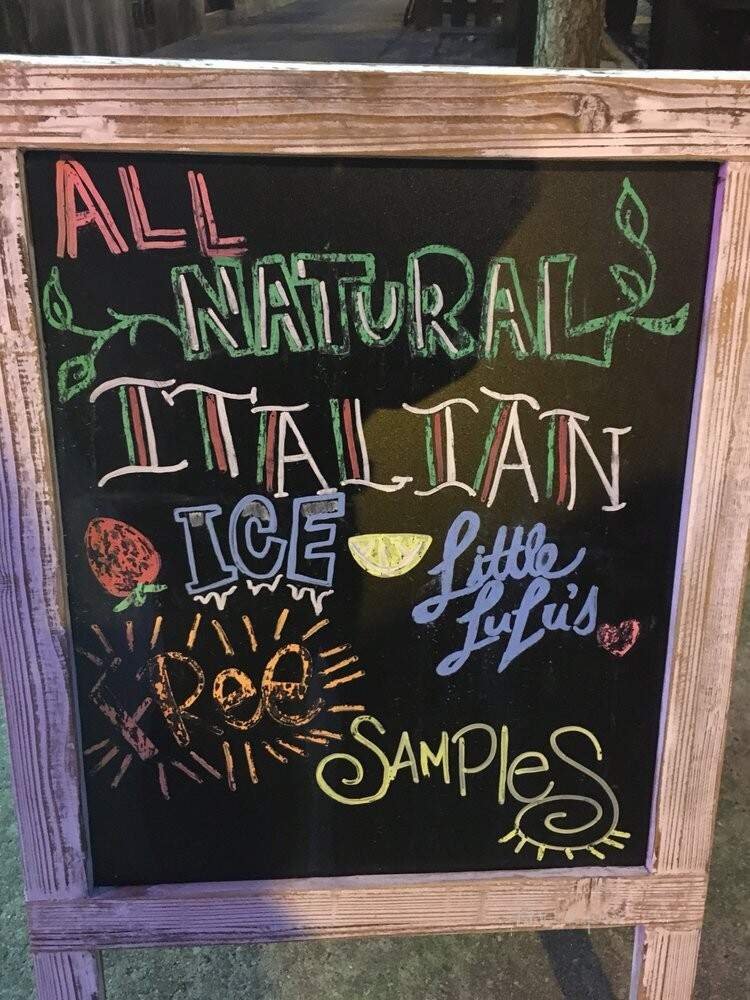 ALL
NATURAL
ITALIAN
ICE
Little
LuLu's
FRee
SAMPleS